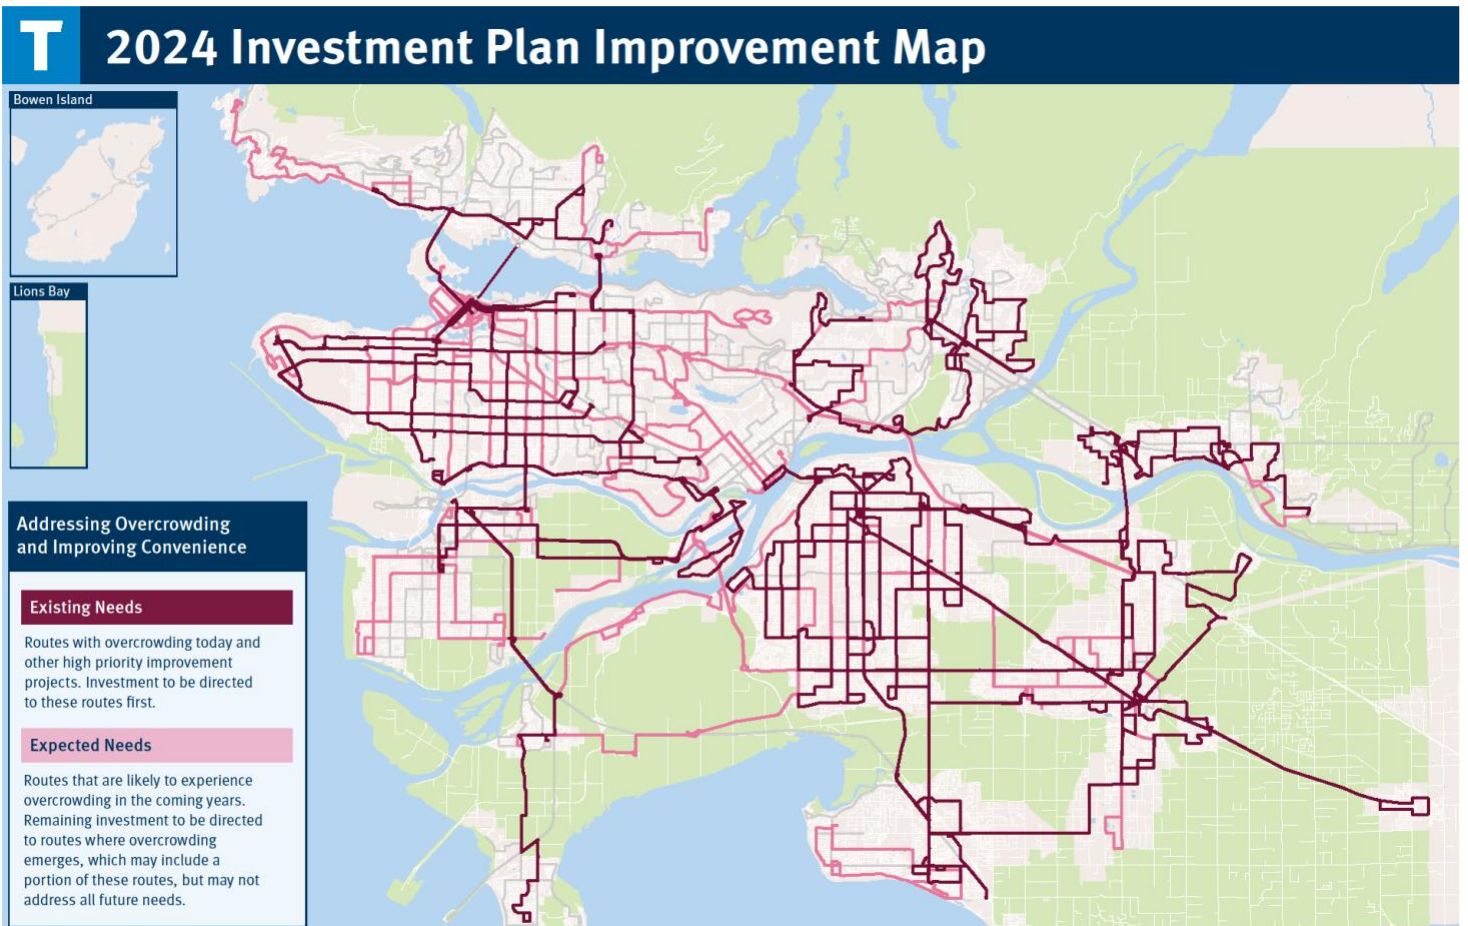 T
2024 Investment Plan Improvement Map
Bowen Island
Lions Bay
Addressing Overcrowding
and Improving Convenience
Existing Needs
Routes with overcrowding today and
other high priority improvement
projects. Investment to be directed
to these routes first.
Expected Needs
Routes that are likely to experience
overcrowding in the coming years.
Remaining investment to be directed
to routes where overcrowding
emerges, which may include a
portion of these routes, but may not
address all future needs.